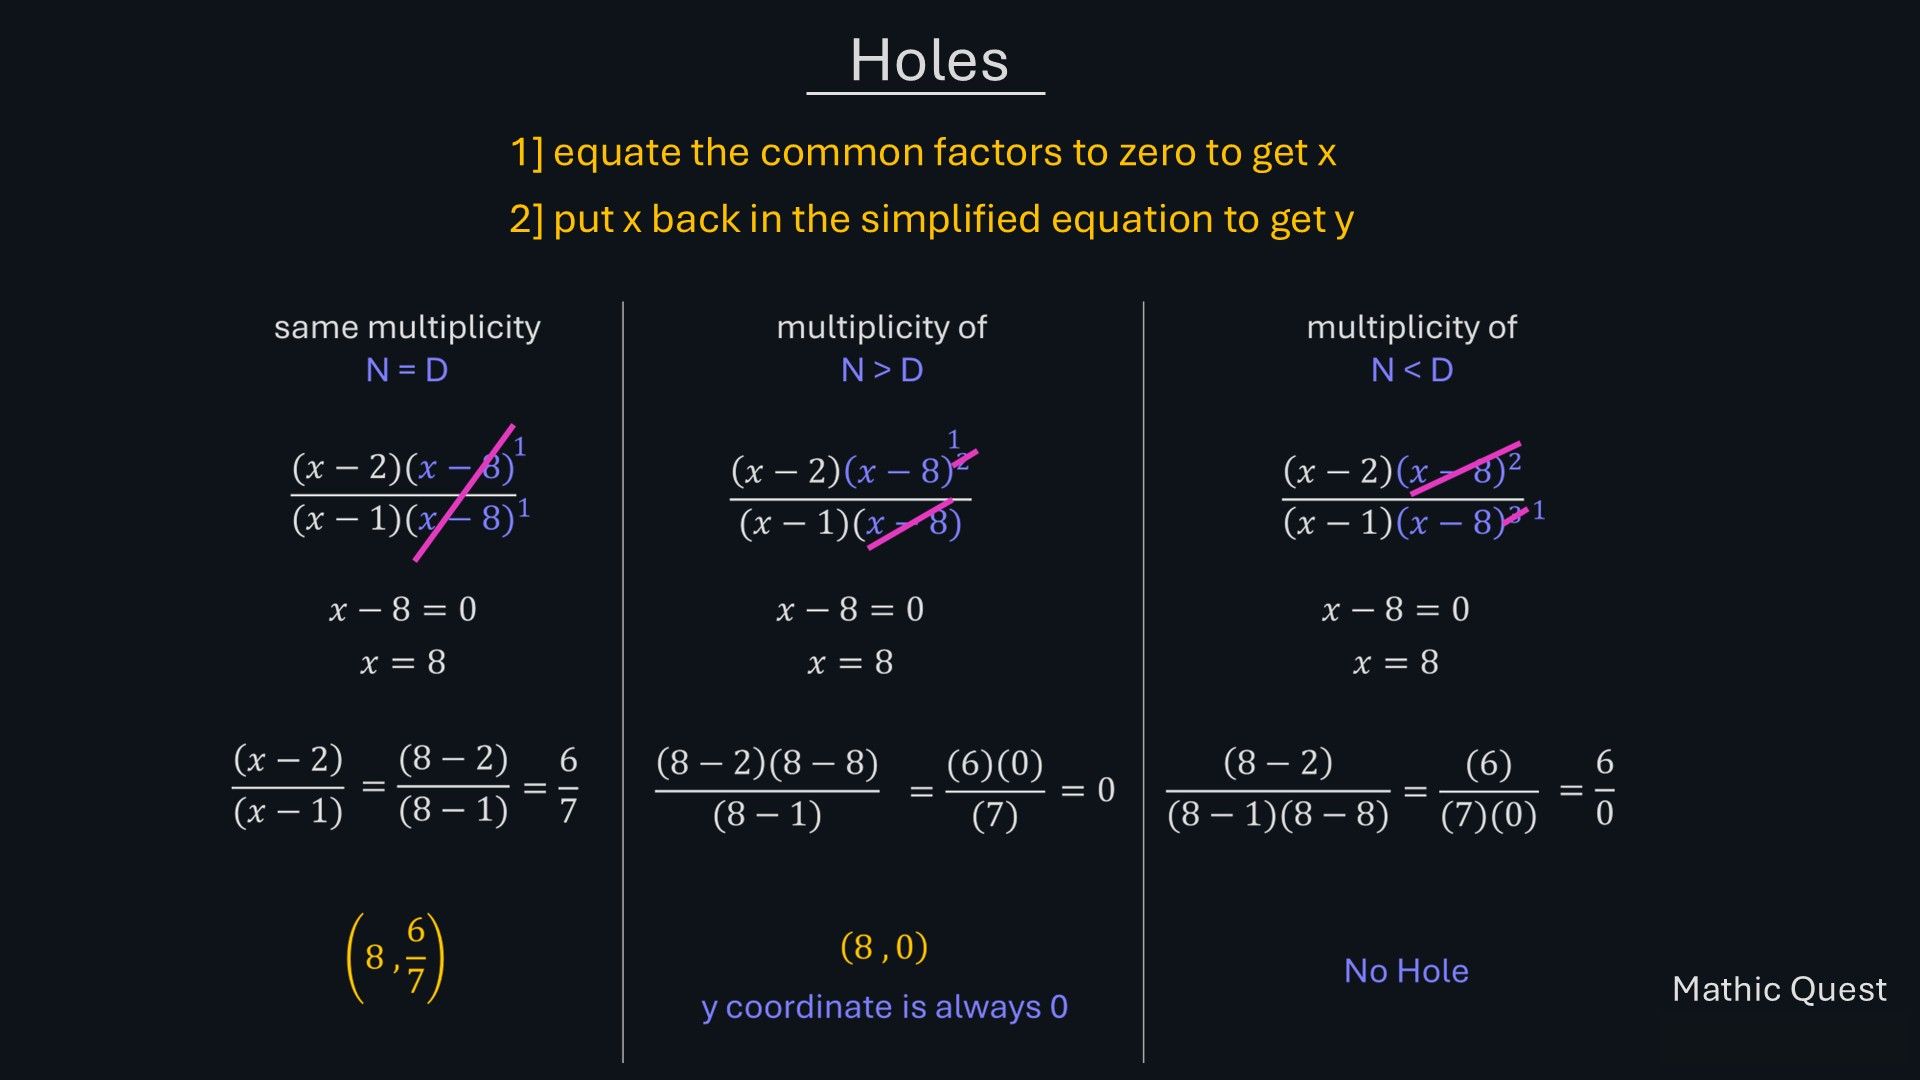 Holes
1] equate the common factors to zero to get x
2] put x back in the simplified equation to get y
same multiplicity
N = D
(x − 2)(x − 8)¹
(x − 1)(x − 8)¹
x − 8 = 0
x = 8
(x − 2)/(x − 1) = (8 − 2)/(8 − 1) = 6/7
(8 , 6/7)
multiplicity of
N > D
1
(x − 2)(x − 8)²
(x − 1)(x − 8)
x − 8 = 0
x = 8
(8 − 2)(8 − 8)/(8 − 1) = (6)(0)/(7) = 0
(8 , 0)
y coordinate is always 0
multiplicity of
N < D
(x − 2)(x − 8)²
(x − 1)(x − 8)³ 1
x − 8 = 0
x = 8
(8 − 2)/(8 − 1)(8 − 8) = (6)/(7)(0) = 6/0
No Hole
Mathic Quest